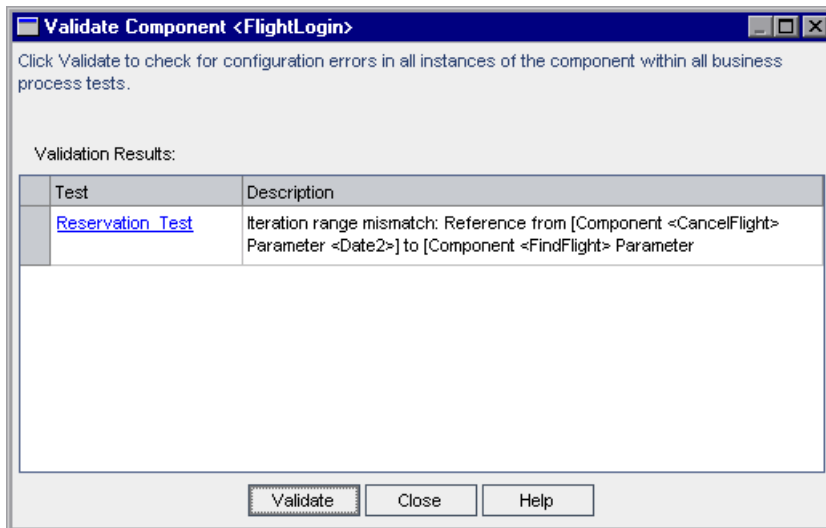 Validate Component <FlightLogin>
Click Validate to check for configuration errors in all instances of the component within all business
process tests.
Validation Results:
Test Description
Reservation_Test Iteration range mismatch: Reference from [Component <CancelFlight>
Parameter <Date2>] to [Component <FindFlight> Parameter
Validate Close Help